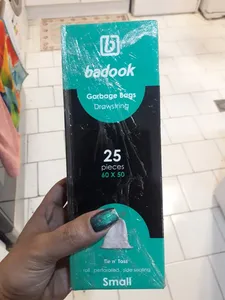 b
badook
Garbage Bags
Drawstring
25
pieces
60 X 50
Tie n' Toss
Small